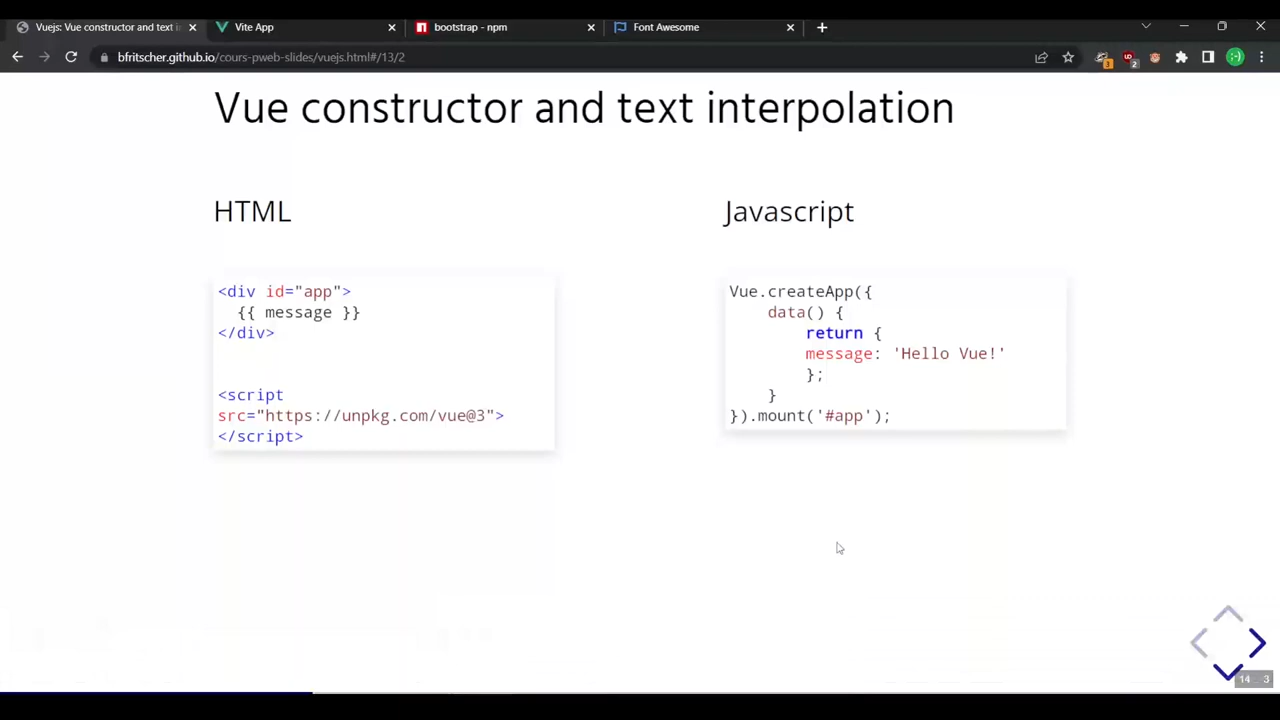 Vuejs: Vue constructor and text i
Vite App
bootstrap - npm
Font Awesome
bfritscher.github.io/cours-pweb-slides/vuejs.html#/13/2
3
2
Vue constructor and text interpolation
HTML
<div id="app">
{{ message }}
</div>
<script
src="https://unpkg.com/vue@3">
</script>
Javascript
Vue.createApp({
data() {
return {
message: 'Hello Vue!'
};
}
}).mount('#app');
14 3